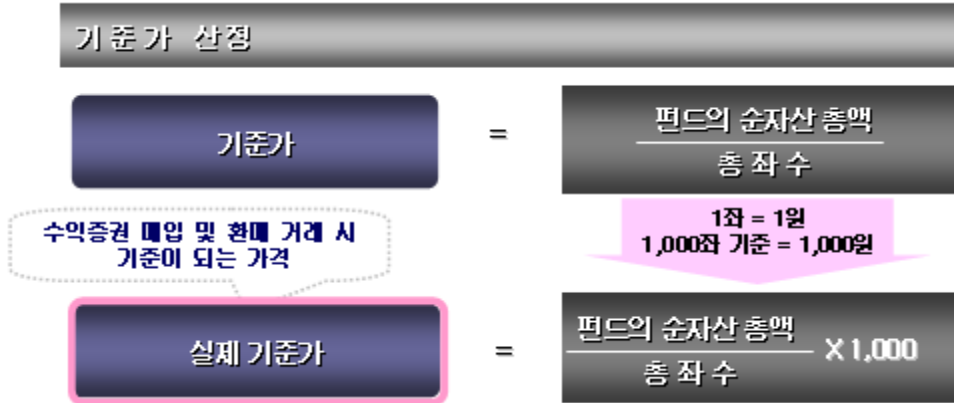 기준가 산정
기준가
=
펀드의 순자산 총액
총 좌 수
수익증권 매입 및 환매 거래 시
기준이 되는 가격
1좌 = 1원
1,000좌 기준 = 1,000원
실제 기준가
=
펀드의 순자산 총액
총 좌 수
X 1,000